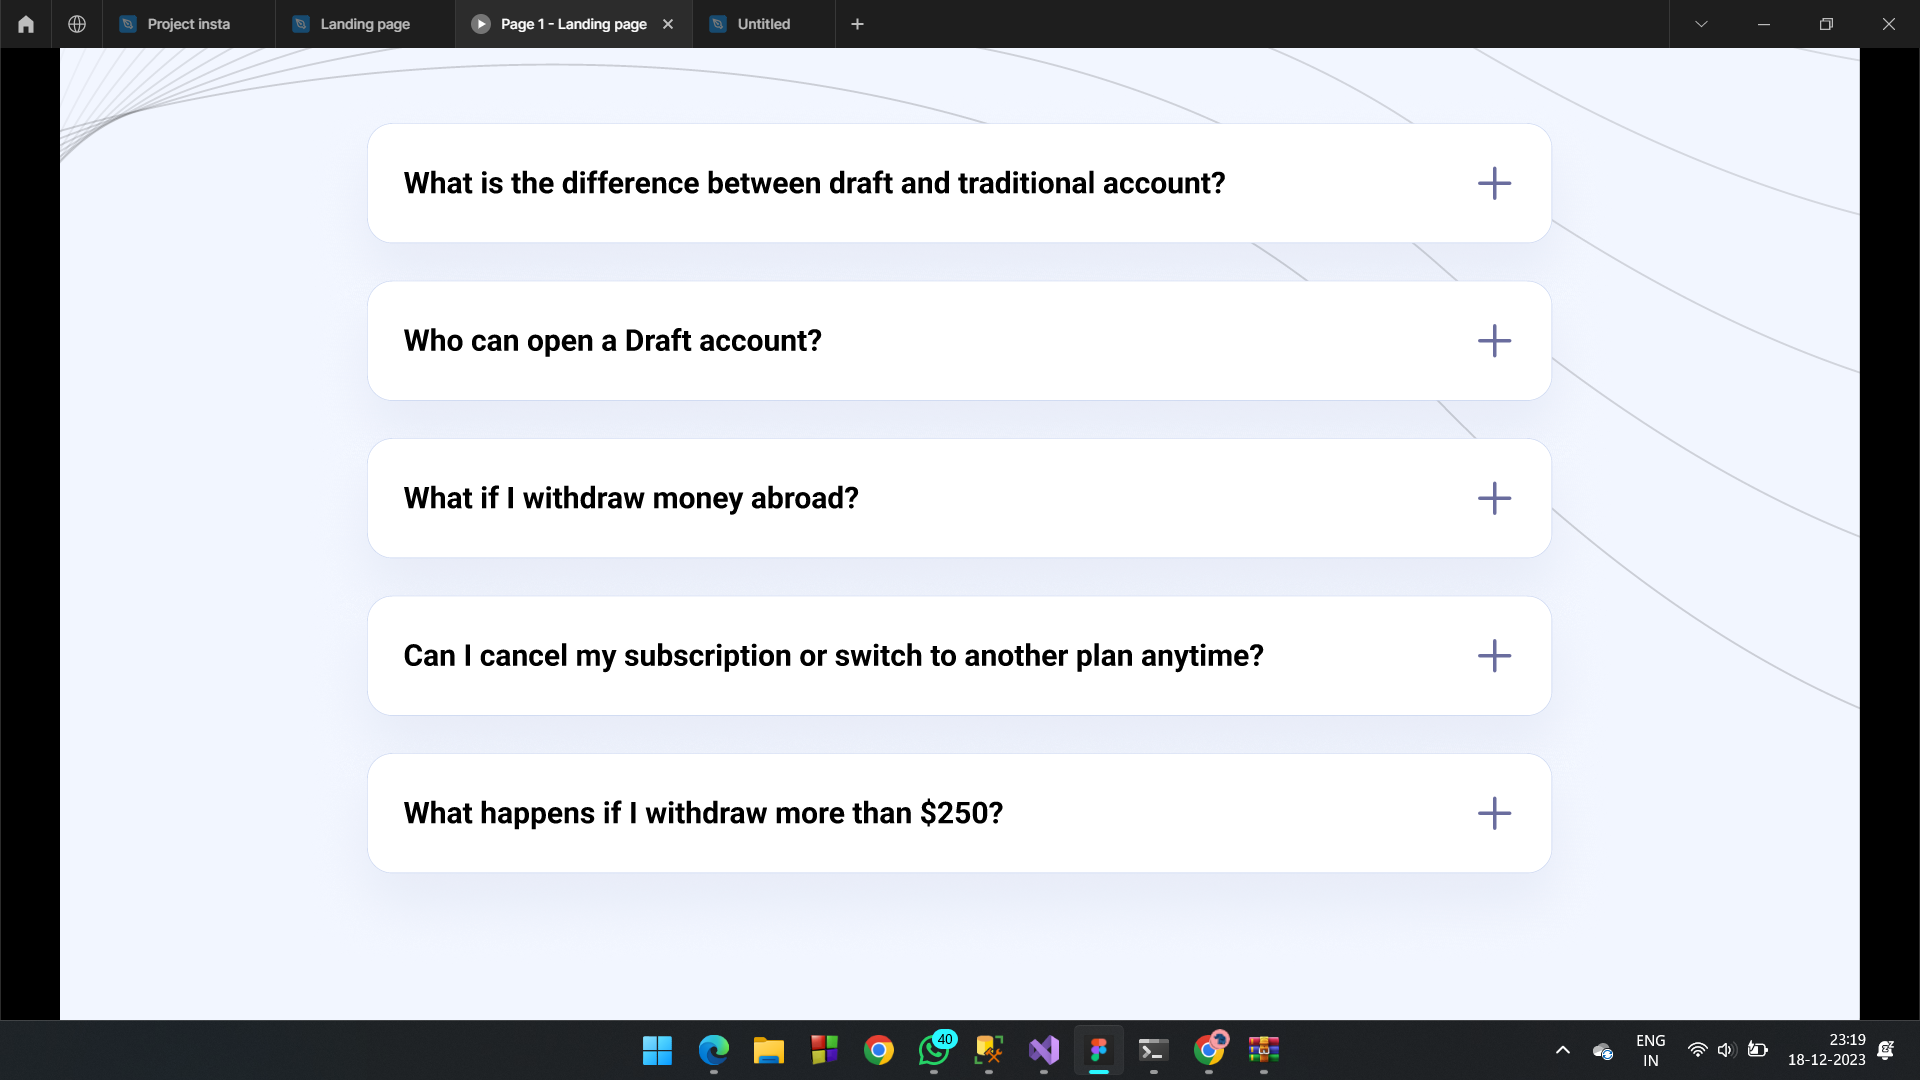 Project insta
Landing page
Page 1 - Landing page
Untitled
What is the difference between draft and traditional account?
Who can open a Draft account?
What if I withdraw money abroad?
Can I cancel my subscription or switch to another plan anytime?
What happens if I withdraw more than $250?
40
ENG
IN
23:19
18-12-2023